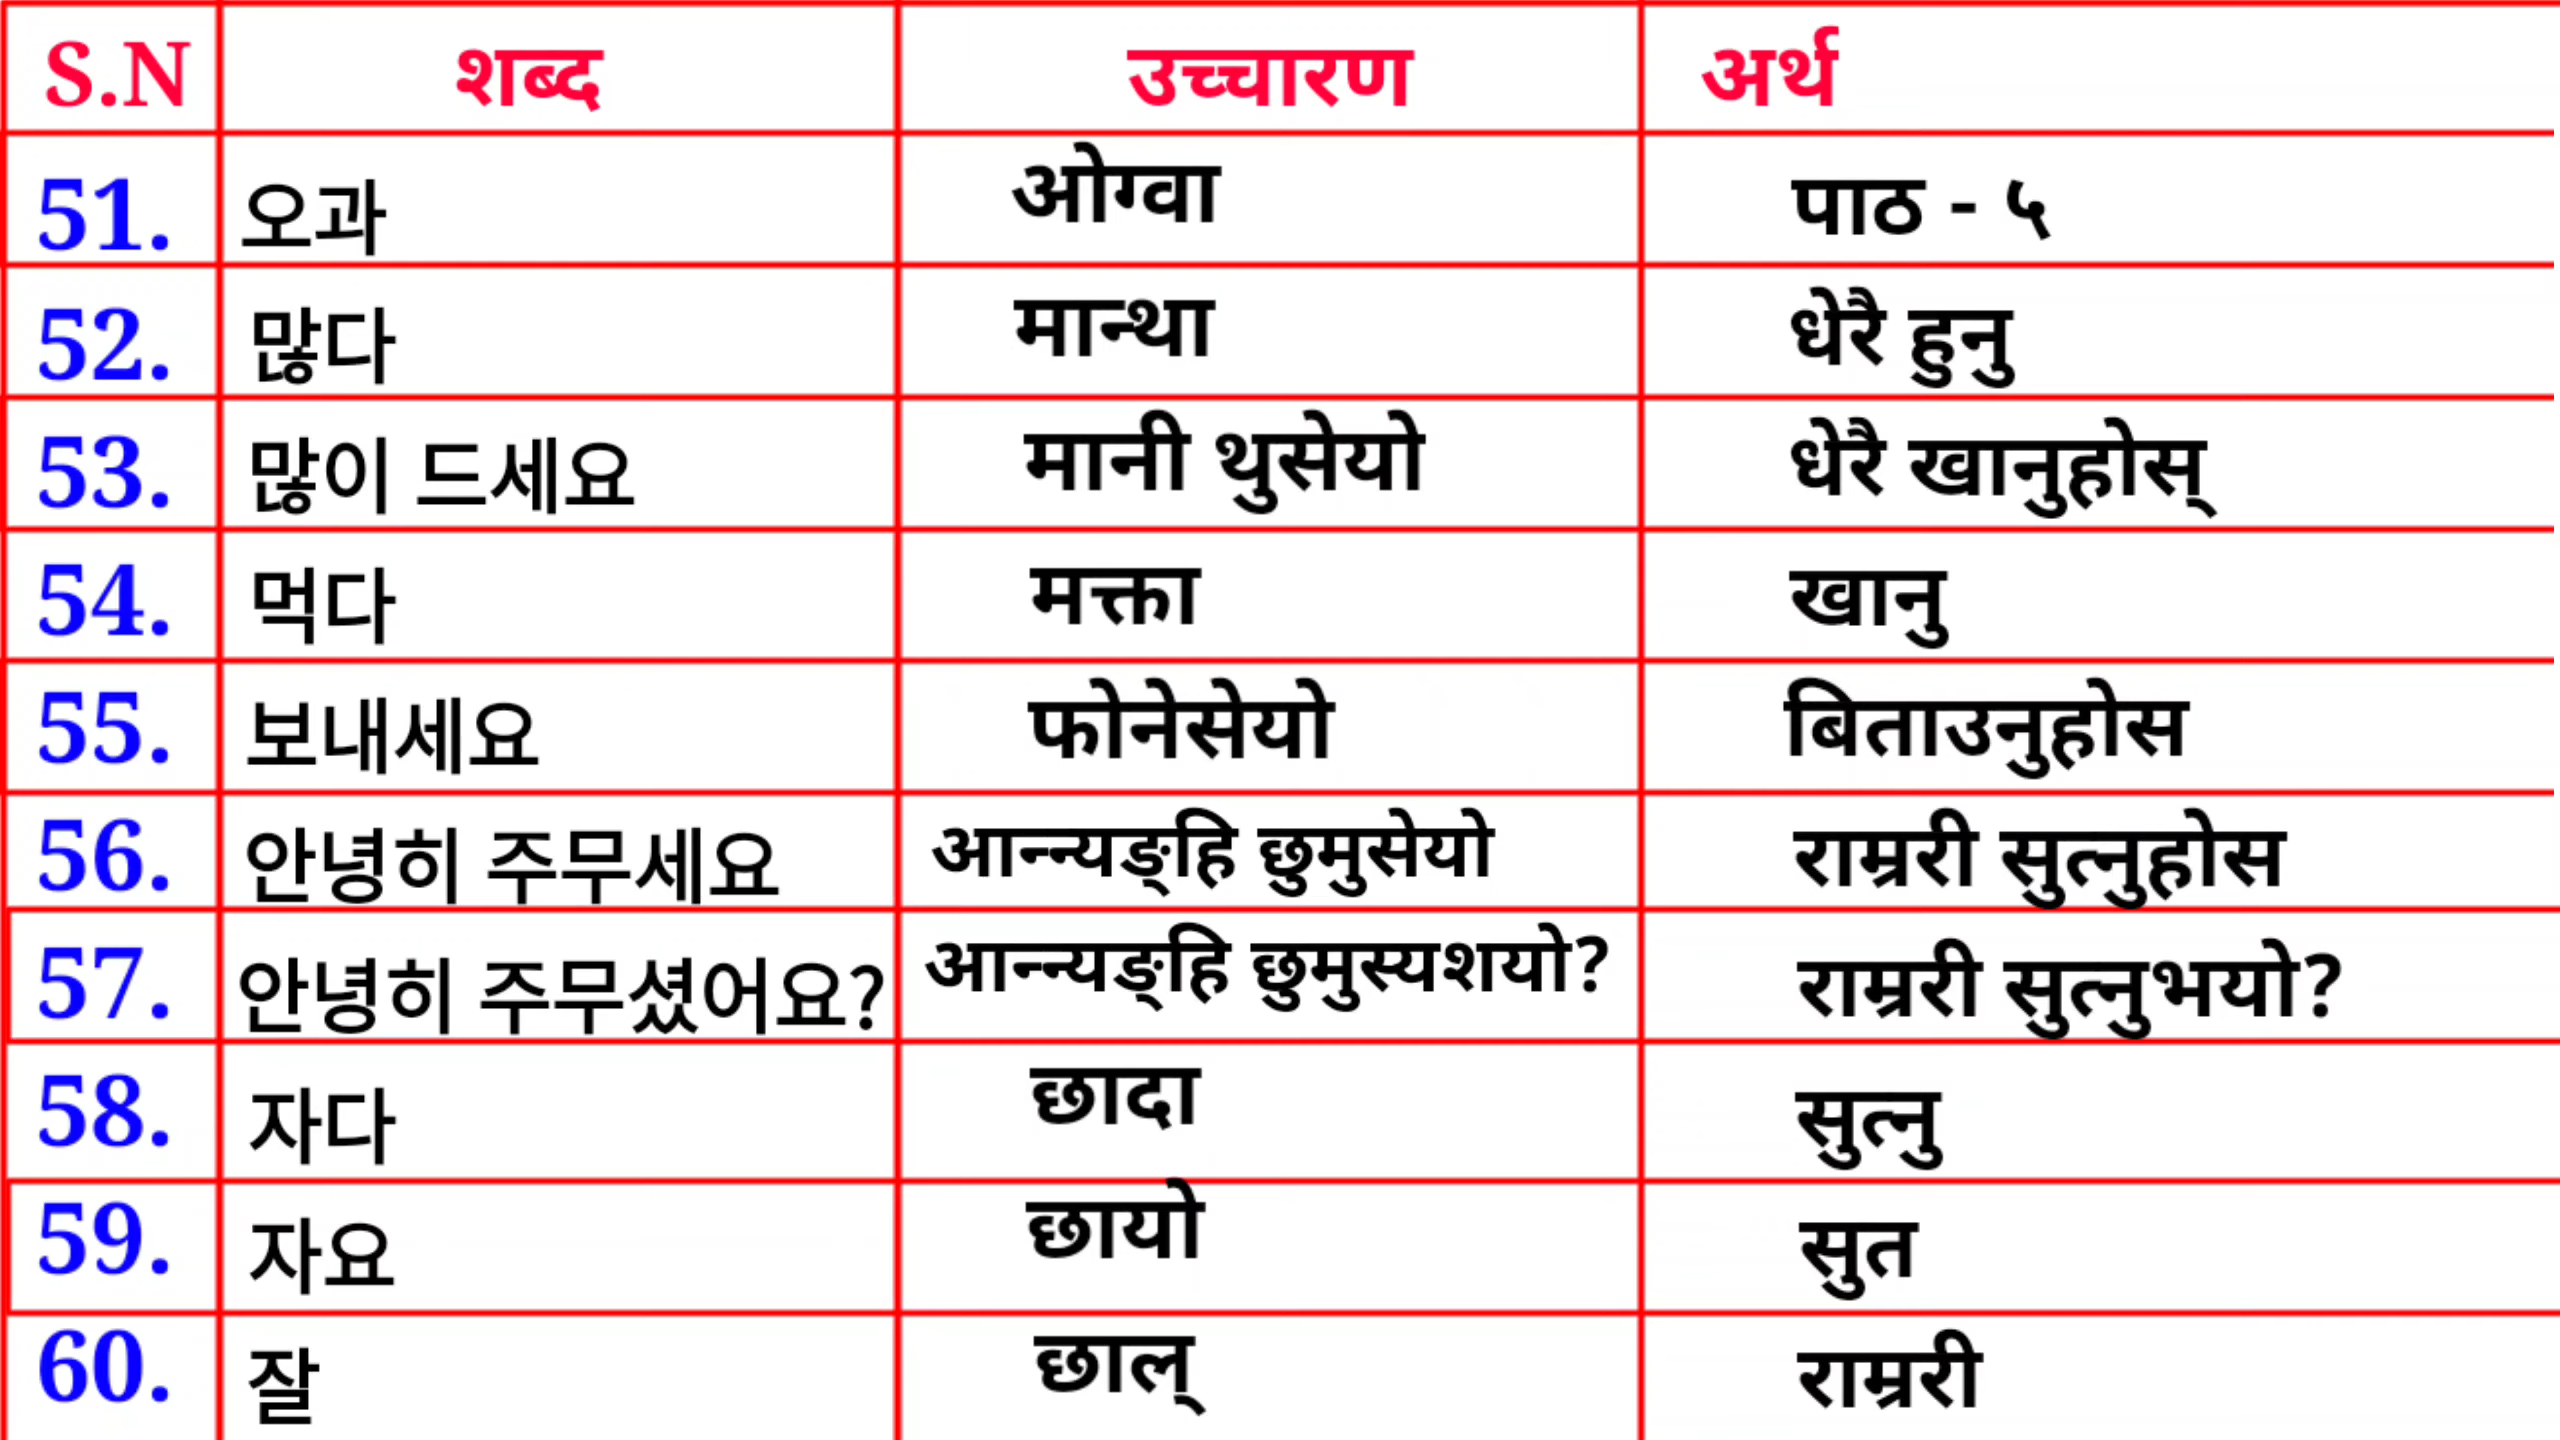 S.N शब्द उच्चारण अर्थ
51. 오과 ओग्वा पाठ - ५
52. 많다 मान्था धेरै हुनु
53. 많이 드세요 मानी थुसेयो धेरै खानुहोस्
54. 먹다 मक्ता खानु
55. 보내세요 फोनेसेयो बिताउनुहोस
56. 안녕히 주무세요 आन्न्यङ्हि छुमुसेयो राम्ररी सुत्नुहोस
57. 안녕히 주무셨어요? आन्न्यङ्हि छुमुस्यशयो? राम्ररी सुत्नुभयो?
58. 자다 छादा सुत्नु
59. 자요 छायो सुत
60. 잘 छाल् राम्ररी